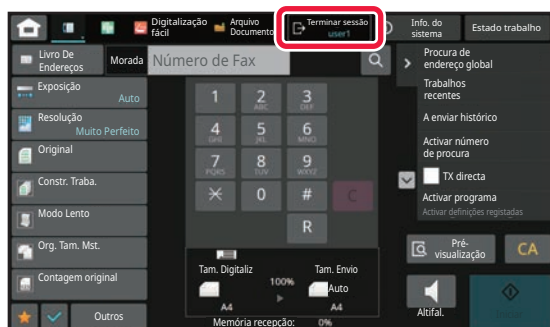 Digitalização fácil
Arquivo Documento
Terminar sessão
user1
Info. do sistema
Estado trabalho
Livro De Endereços
Morada
Número de Fax
Procura de endereço global
Exposição
Auto
Trabalhos recentes
Resolução
Muito Perfeito
A enviar histórico
Original
Activar número de procura
Constr. Traba.
TX directa
Modo Lento
Activar programa
Activar definições registadas
Org. Tam. Mst.
Contagem original
Outros
1
2 ABC
3 DEF
4 GHI
5 JKL
6 MNO
7 PQRS
8 TUV
9 WXYZ
0
#
C
R
Tam. Digitaliz
100%
Tam. Envio
Auto
A4
A4
Memória recepção: 0%
Pré-visualização
CA
Altifal.